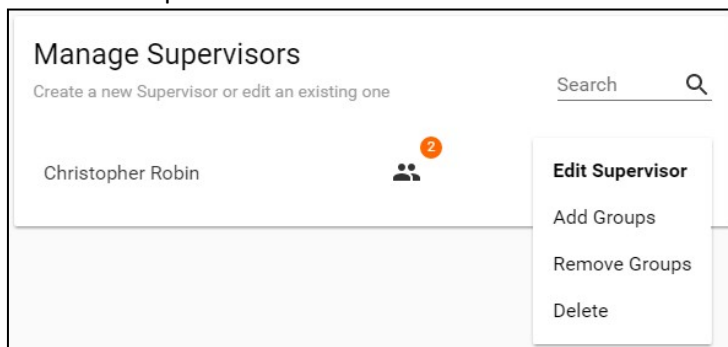 Manage Supervisors
Create a new Supervisor or edit an existing one
Search
Christopher Robin
2
Edit Supervisor
Add Groups
Remove Groups
Delete